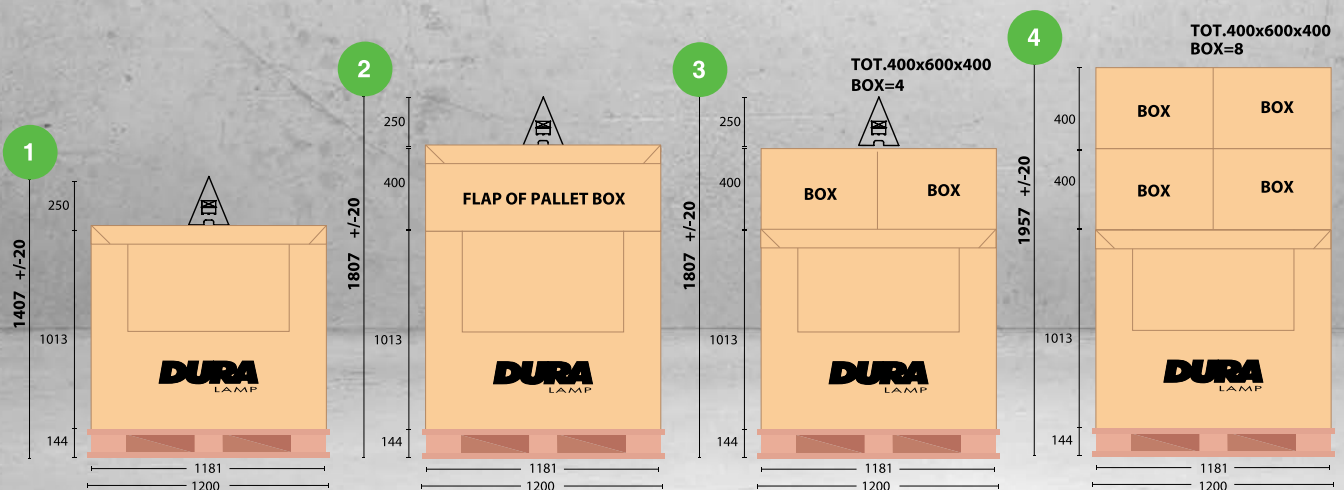 1
250
1407 +/-20
1013
DURA
LAMP
144
1181
1200
2
250
400
1807 +/-20
FLAP OF PALLET BOX
1013
DURA
LAMP
144
1181
1200
3
TOT.400x600x400
BOX=4
250
400
1807 +/-20
BOX BOX
1013
DURA
LAMP
144
1181
1200
4
TOT.400x600x400
BOX=8
400
BOX BOX
400
1957 +/-20
BOX BOX
1013
DURA
LAMP
144
1181
1200